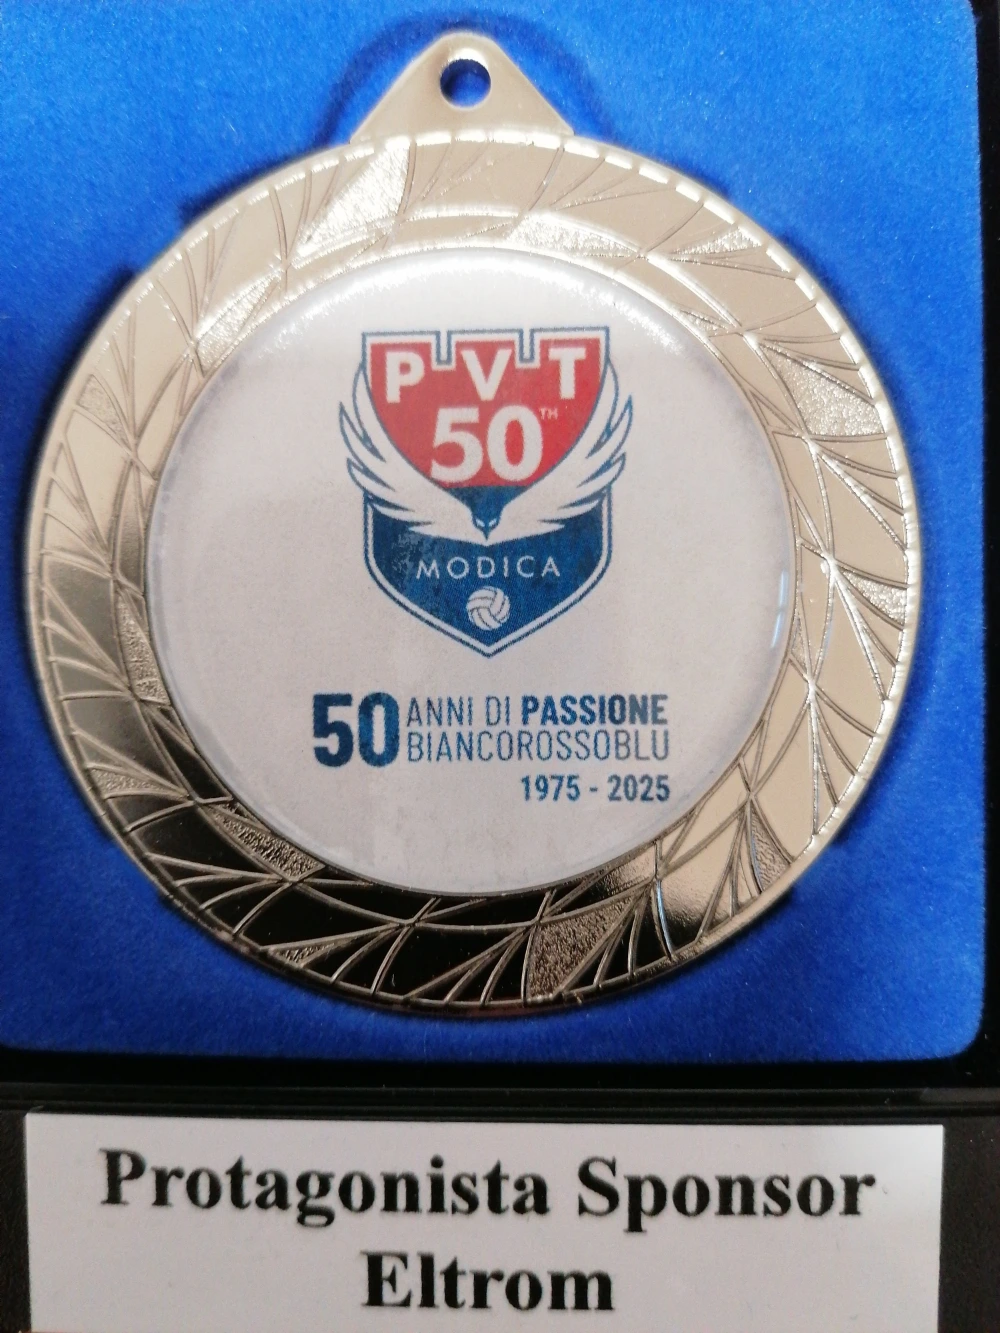 PVT
50TH
MODICA
50 ANNI DI PASSIONE
BIANCOROSSOBLU
1975 - 2025
Protagonista Sponsor
Eltrom